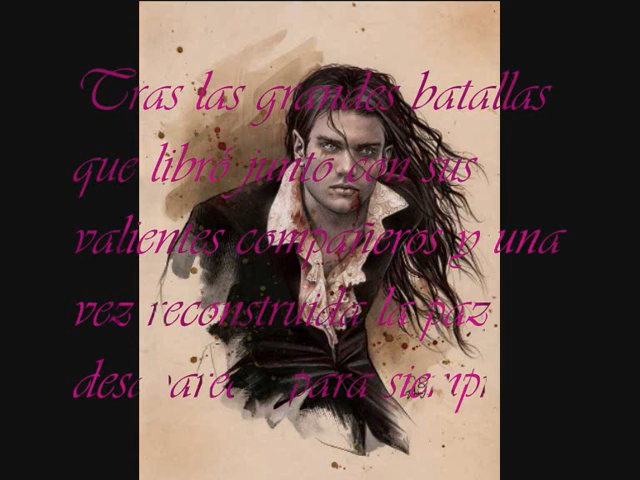 Tras las grandes batallas
que libró junto con sus
valientes compañeros y una
vez reconstruida la paz
para